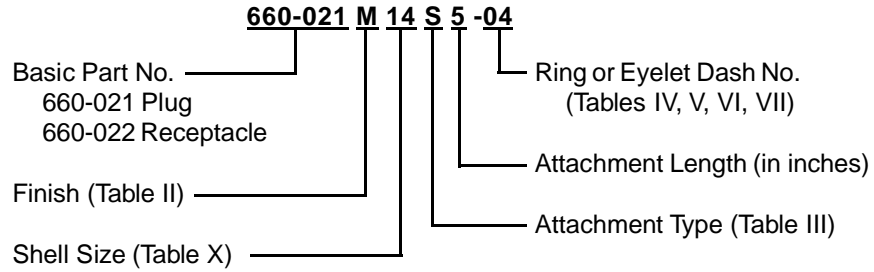 660-021 M 14 S 5 -04
Basic Part No.
660-021 Plug
660-022 Receptacle
Finish (Table II)
Shell Size (Table X)
Ring or Eyelet Dash No.
(Tables IV, V, VI, VII)
Attachment Length (in inches)
Attachment Type (Table III)